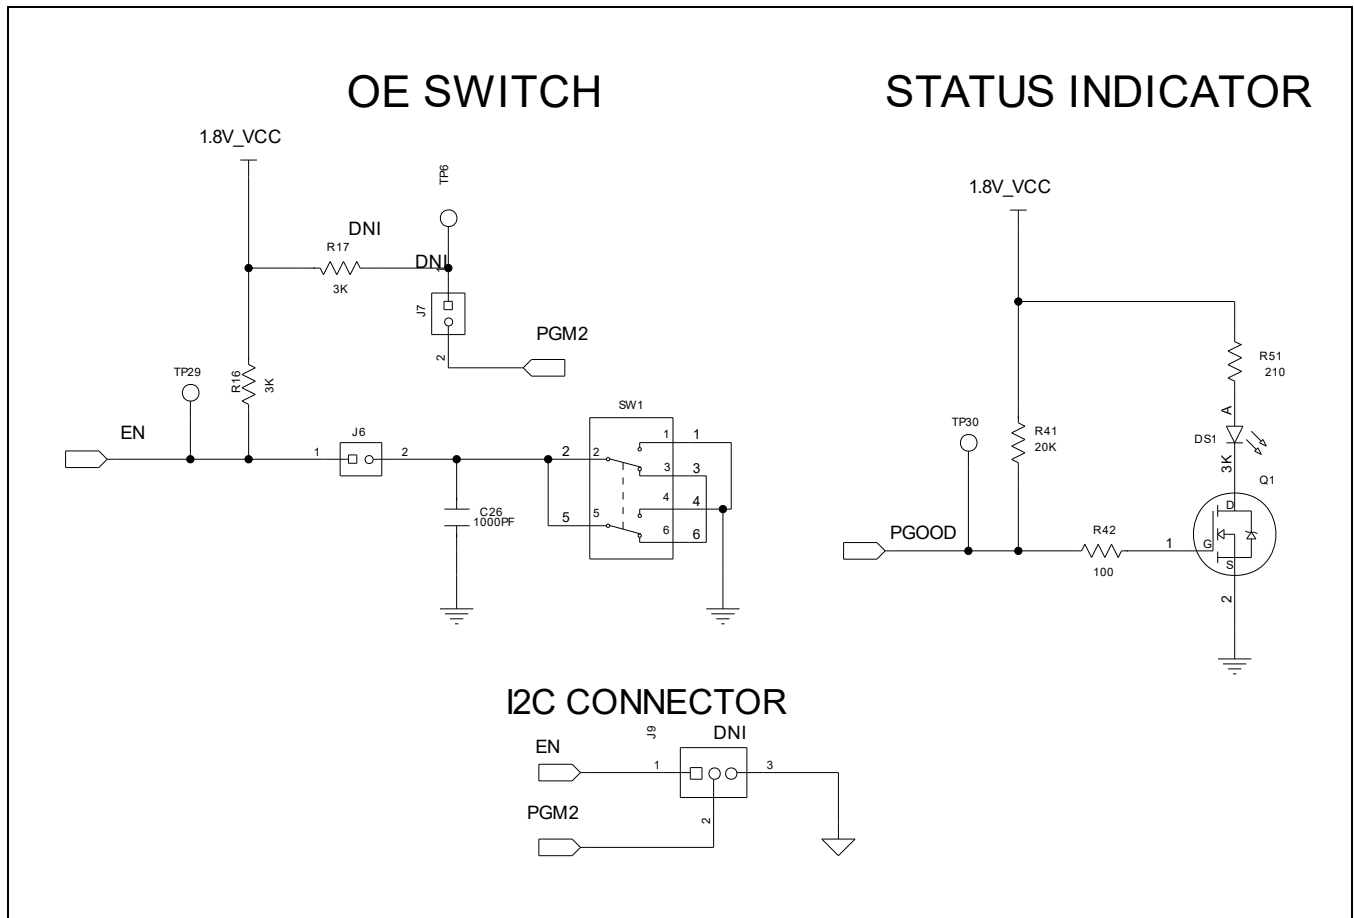 OE SWITCH
STATUS INDICATOR
1.8V_VCC
TP6
1.8V_VCC
DNI
R17
DNI
3K
J7
PGM2
2
R51
210
TP29
R16
3K
SW1
A
EN
J6
1
2
2
2
1
1
3
3
4
4
5
5
6
6
C26
1000PF
TP30
R41
20K
DS1
3K
Q1
D
PGOOD
R42
1
G
100
S
2
I2C CONNECTOR
J9
DNI
EN
1
3
PGM2
2